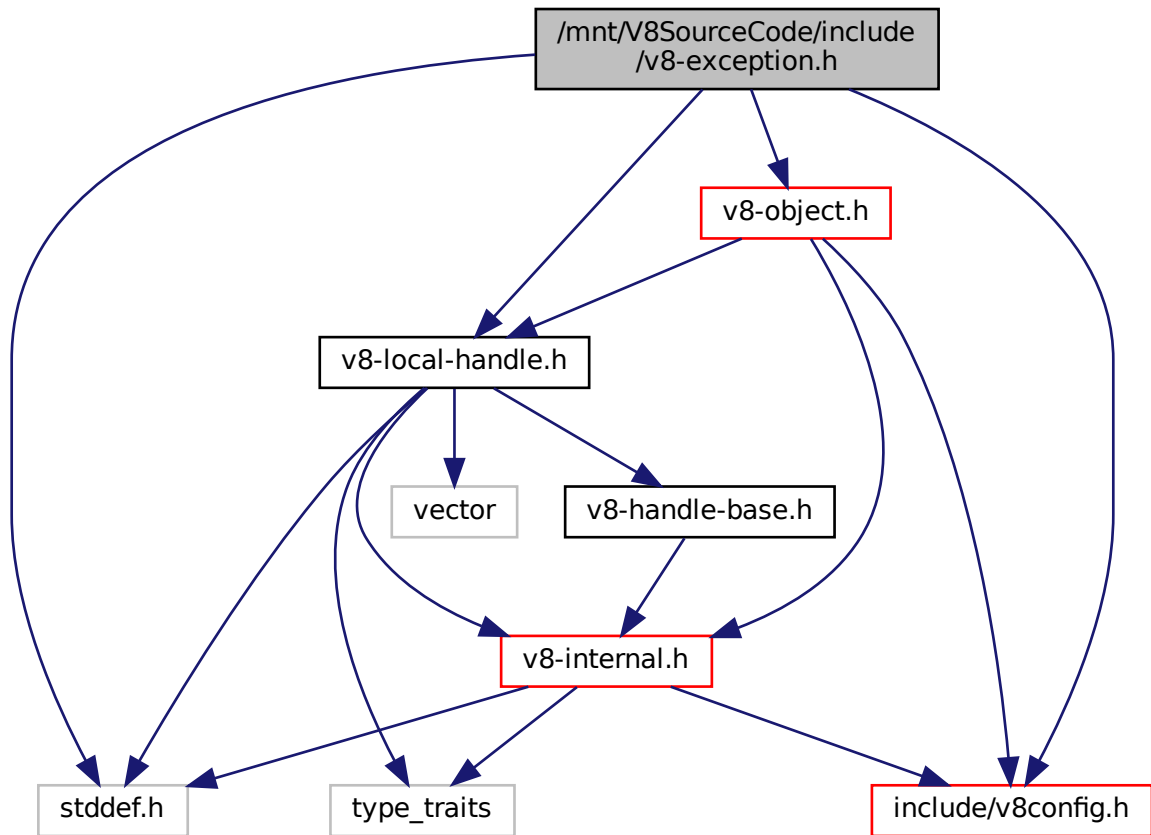 /mnt/V8SourceCode/include
/v8-exception.h
v8-object.h
v8-local-handle.h
vector
v8-handle-base.h
v8-internal.h
stddef.h
type_traits
include/v8config.h